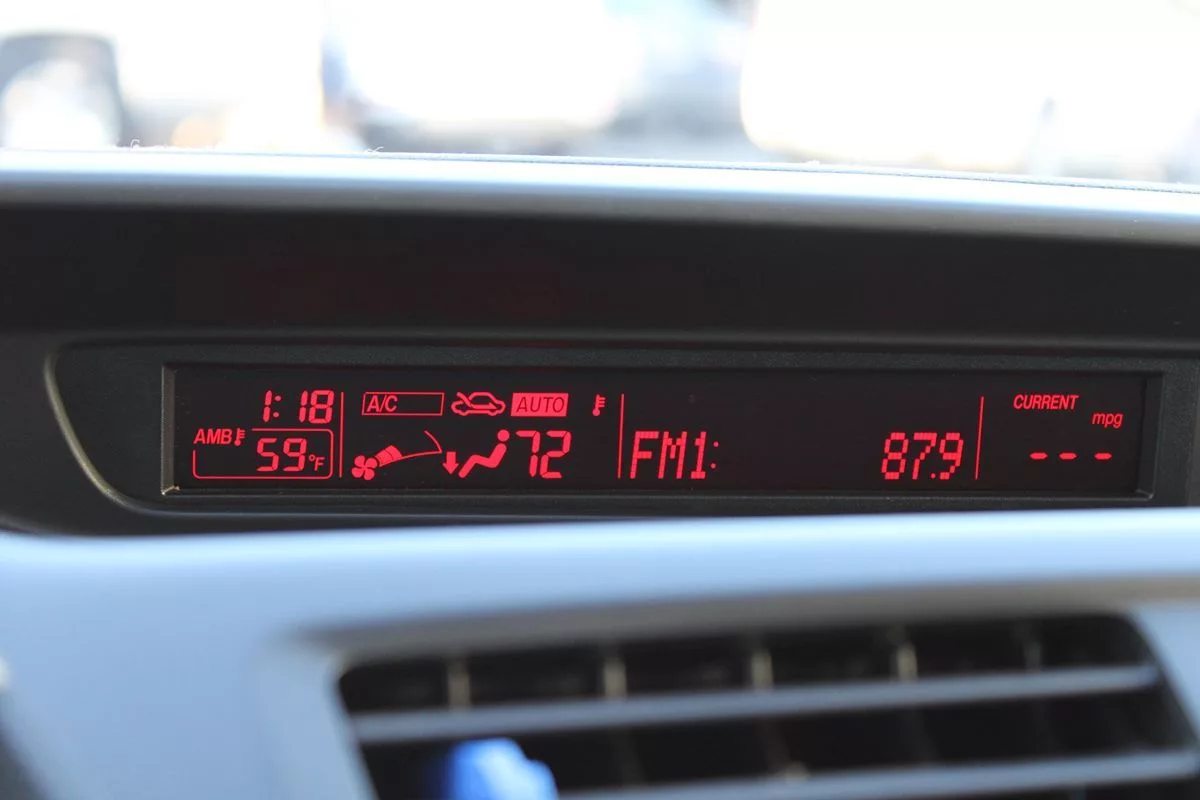 1:18
AMB 59°F
A/C AUTO
72
FM1: 87.9
CURRENT
mpg
---